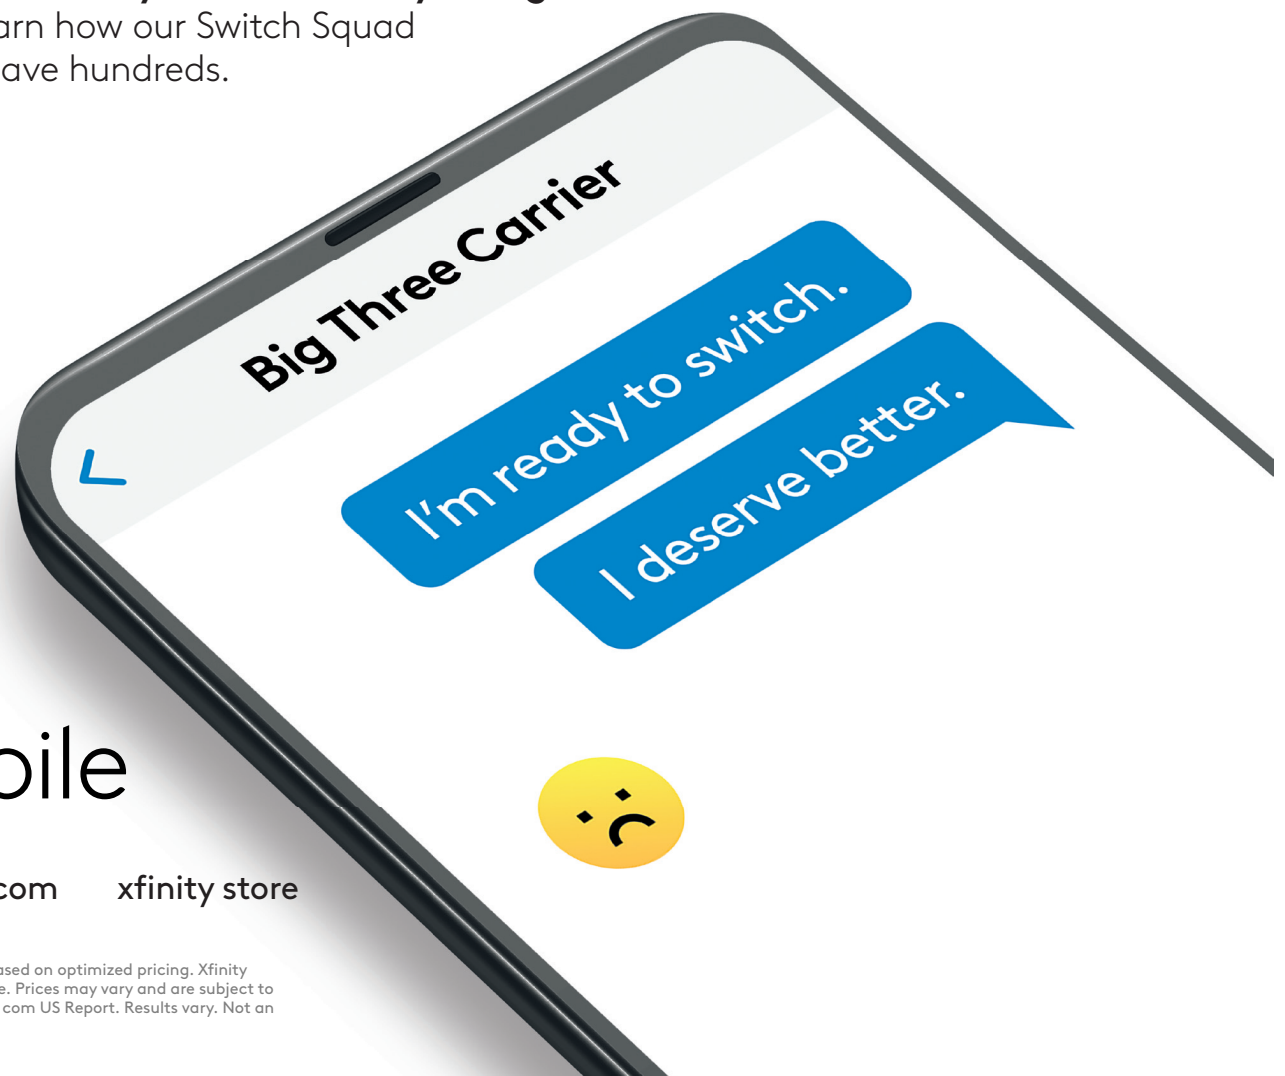 arn how our Switch Squad
ave hundreds.
Big Three Carrier
I'm ready to switch.
I deserve better.
bile
com xfinity store
ased on optimized pricing. Xfinity
e. Prices may vary and are subject to
com US Report. Results vary. Not an